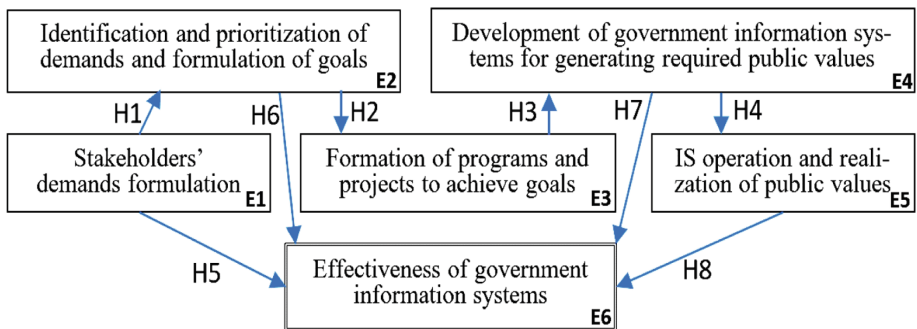 Identification and prioritization of
demands and formulation of goals
E2
Development of government information sys-
tems for generating required public values
E4
H1
H6
H2
H3
H7
H4
Stakeholders’
demands formulation
E1
Formation of programs and
projects to achieve goals
E3
IS operation and reali-
zation of public values
E5
H5
Effectiveness of government
information systems
E6
H8